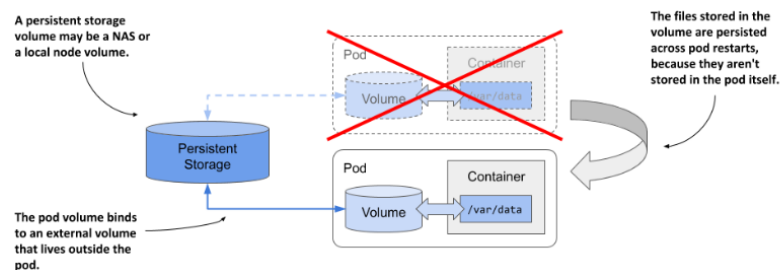 A persistent storage
volume may be a NAS or
a local node volume.
Pod
Container
Volume
/var/data
The files stored in the
volume are persisted
across pod restarts,
because they aren't
stored in the pod itself.
Persistent
Storage
Pod
Container
Volume
/var/data
The pod volume binds
to an external volume
that lives outside the
pod.